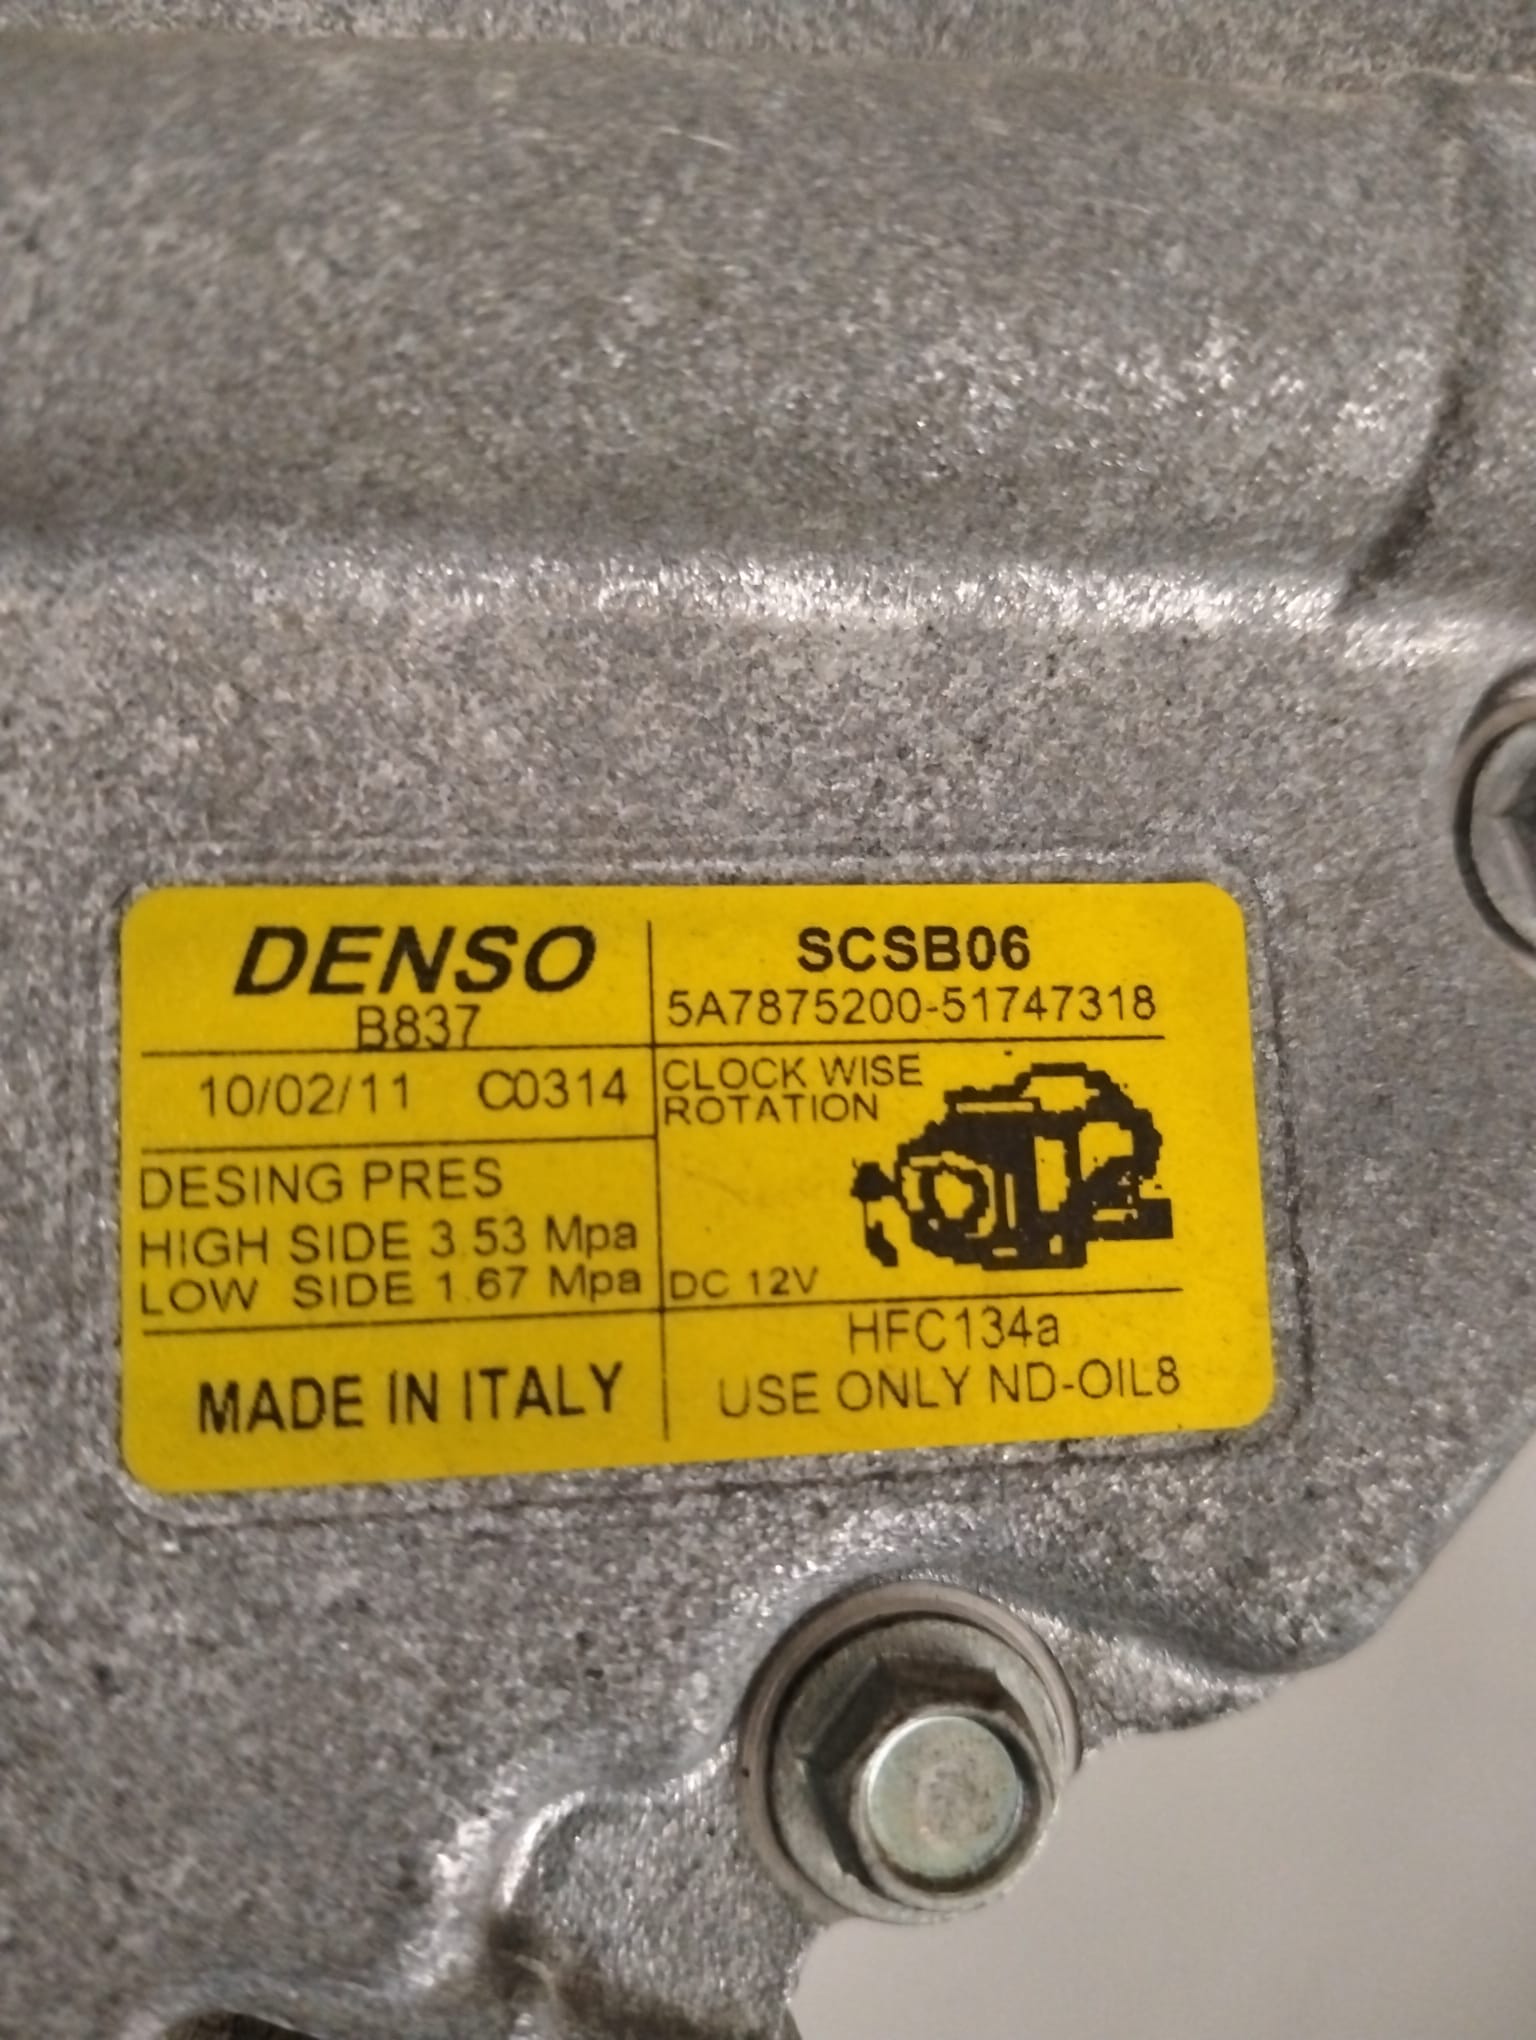 DENSO
B837
SCSB06
5A7875200-51747318
10/02/11 C0314
CLOCK WISE
ROTATION
DESING PRES
HIGH SIDE 3.53 Mpa
LOW SIDE 1.67 Mpa
DC 12V
MADE IN ITALY
HFC134a
USE ONLY ND-OIL8